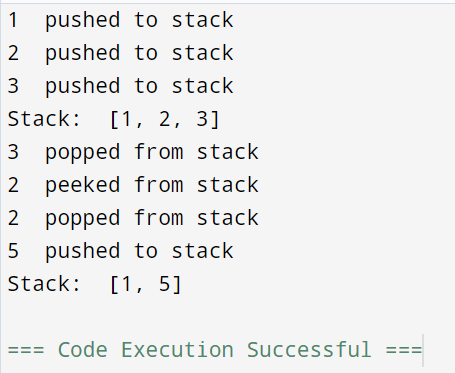 1  pushed to stack
2  pushed to stack
3  pushed to stack
Stack:  [1, 2, 3]
3  popped from stack
2  peeked from stack
2  popped from stack
5  pushed to stack
Stack:  [1, 5]
=== Code Execution Successful ===